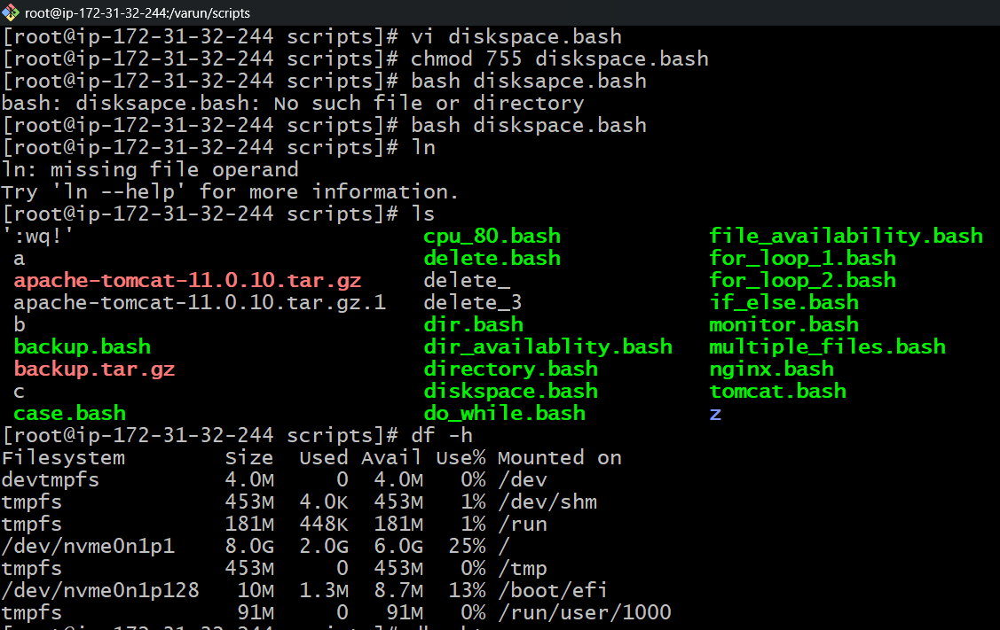 root@ip-172-31-32-244:/varun/scripts
[root@ip-172-31-32-244 scripts]# vi diskspace.bash
[root@ip-172-31-32-244 scripts]# chmod 755 diskspace.bash
[root@ip-172-31-32-244 scripts]# bash disksapce.bash
bash: disksapce.bash: No such file or directory
[root@ip-172-31-32-244 scripts]# bash diskspace.bash
[root@ip-172-31-32-244 scripts]# ln
ln: missing file operand
Try 'ln --help' for more information.
[root@ip-172-31-32-244 scripts]# ls
':wq!' cpu_80.bash file_availability.bash
a delete.bash for_loop_1.bash
apache-tomcat-11.0.10.tar.gz delete_ for_loop_2.bash
apache-tomcat-11.0.10.tar.gz.1 delete_3 if_else.bash
b dir.bash monitor.bash
backup.bash dir_availablity.bash multiple_files.bash
backup.tar.gz directory.bash nginx.bash
c diskspace.bash tomcat.bash
case.bash do_while.bash z
[root@ip-172-31-32-244 scripts]# df -h
Filesystem Size Used Avail Use% Mounted on
devtmpfs 4.0M 0 4.0M 0% /dev
tmpfs 453M 4.0K 453M 1% /dev/shm
tmpfs 181M 448K 181M 1% /run
/dev/nvme0n1p1 8.0G 2.0G 6.0G 25% /
tmpfs 453M 0 453M 0% /tmp
/dev/nvme0n1p128 10M 1.3M 8.7M 13% /boot/efi
tmpfs 91M 0 91M 0% /run/user/1000
[root@ip-172-31-32-244 scripts]#